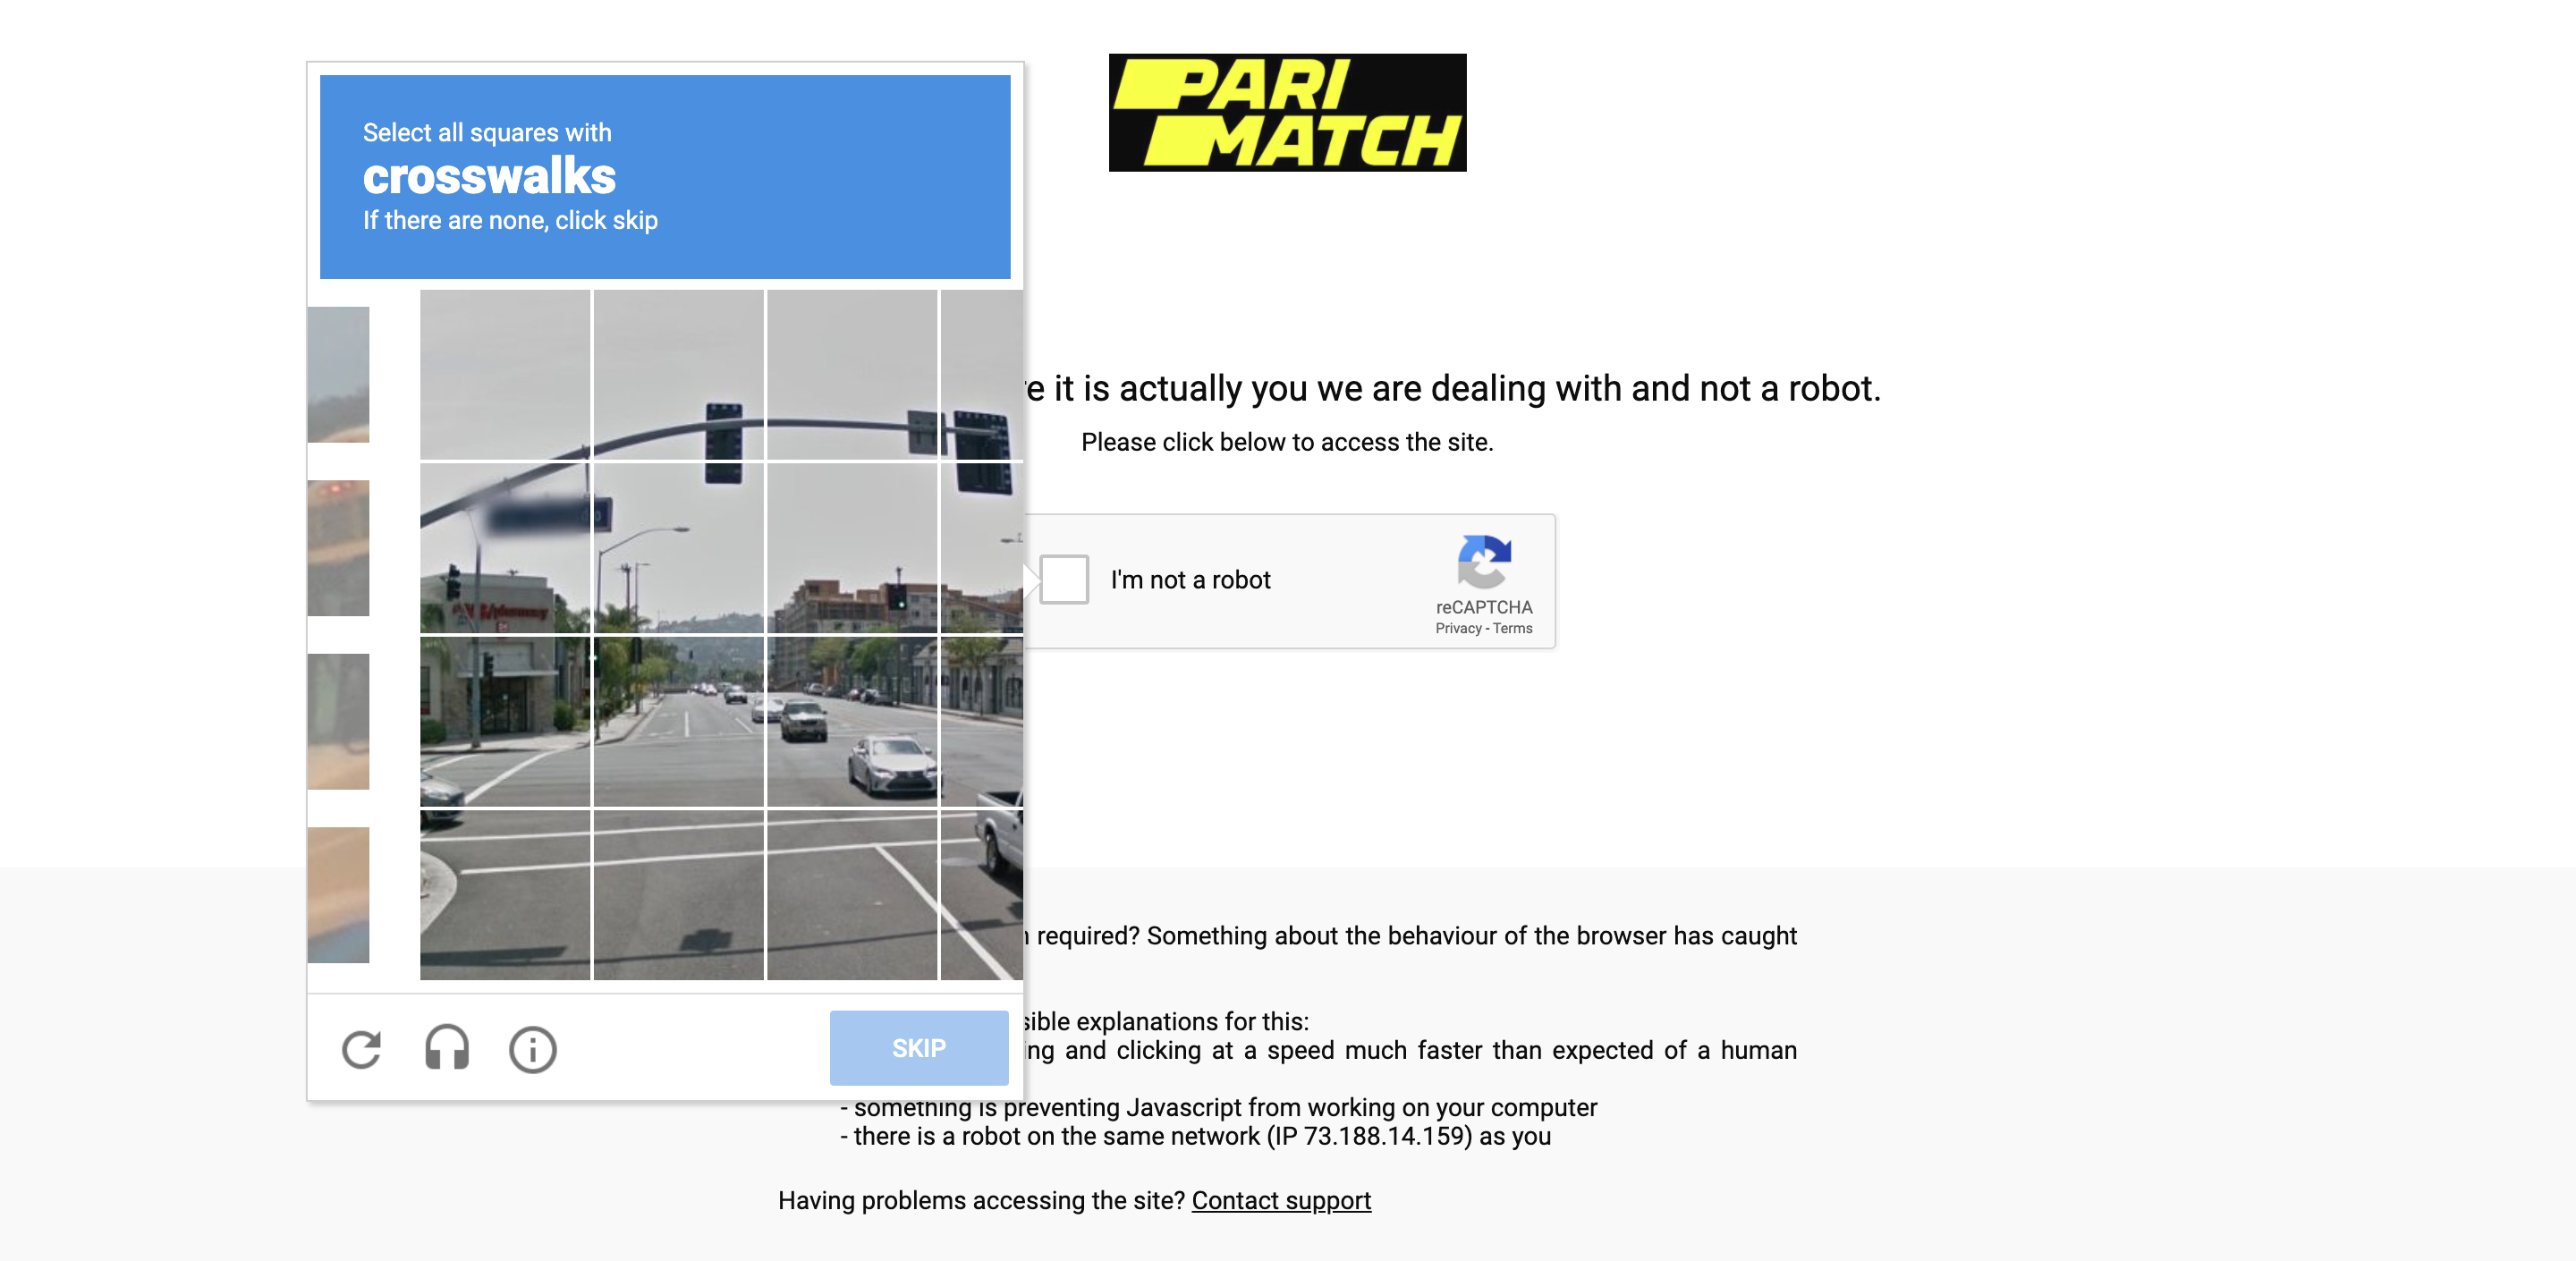 PARI
MATCH
Select all squares with
crosswalks
If there are none, click skip
re it is actually you we are dealing with and not a robot.
Please click below to access the site.
I'm not a robot
reCAPTCHA
Privacy - Terms
required? Something about the behaviour of the browser has caught
sible explanations for this:
ing and clicking at a speed much faster than expected of a human
SKIP
- something is preventing Javascript from working on your computer
- there is a robot on the same network (IP 73.188.14.159) as you
Having problems accessing the site? Contact support